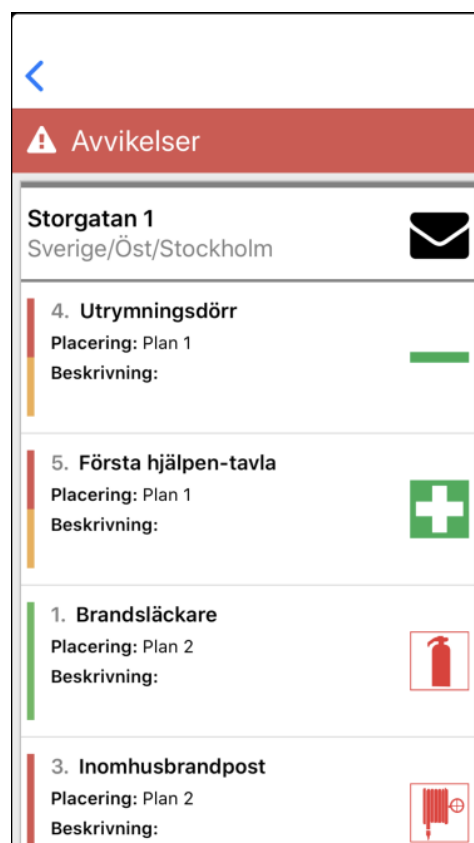 Avvikelser
Storgatan 1
Sverige/Öst/Stockholm
4. Utrymningsdörr
Placering: Plan 1
Beskrivning:
5. Första hjälpen-tavla
Placering: Plan 1
Beskrivning:
1. Brandsläckare
Placering: Plan 2
Beskrivning:
3. Inomhusbrandpost
Placering: Plan 2
Beskrivning: